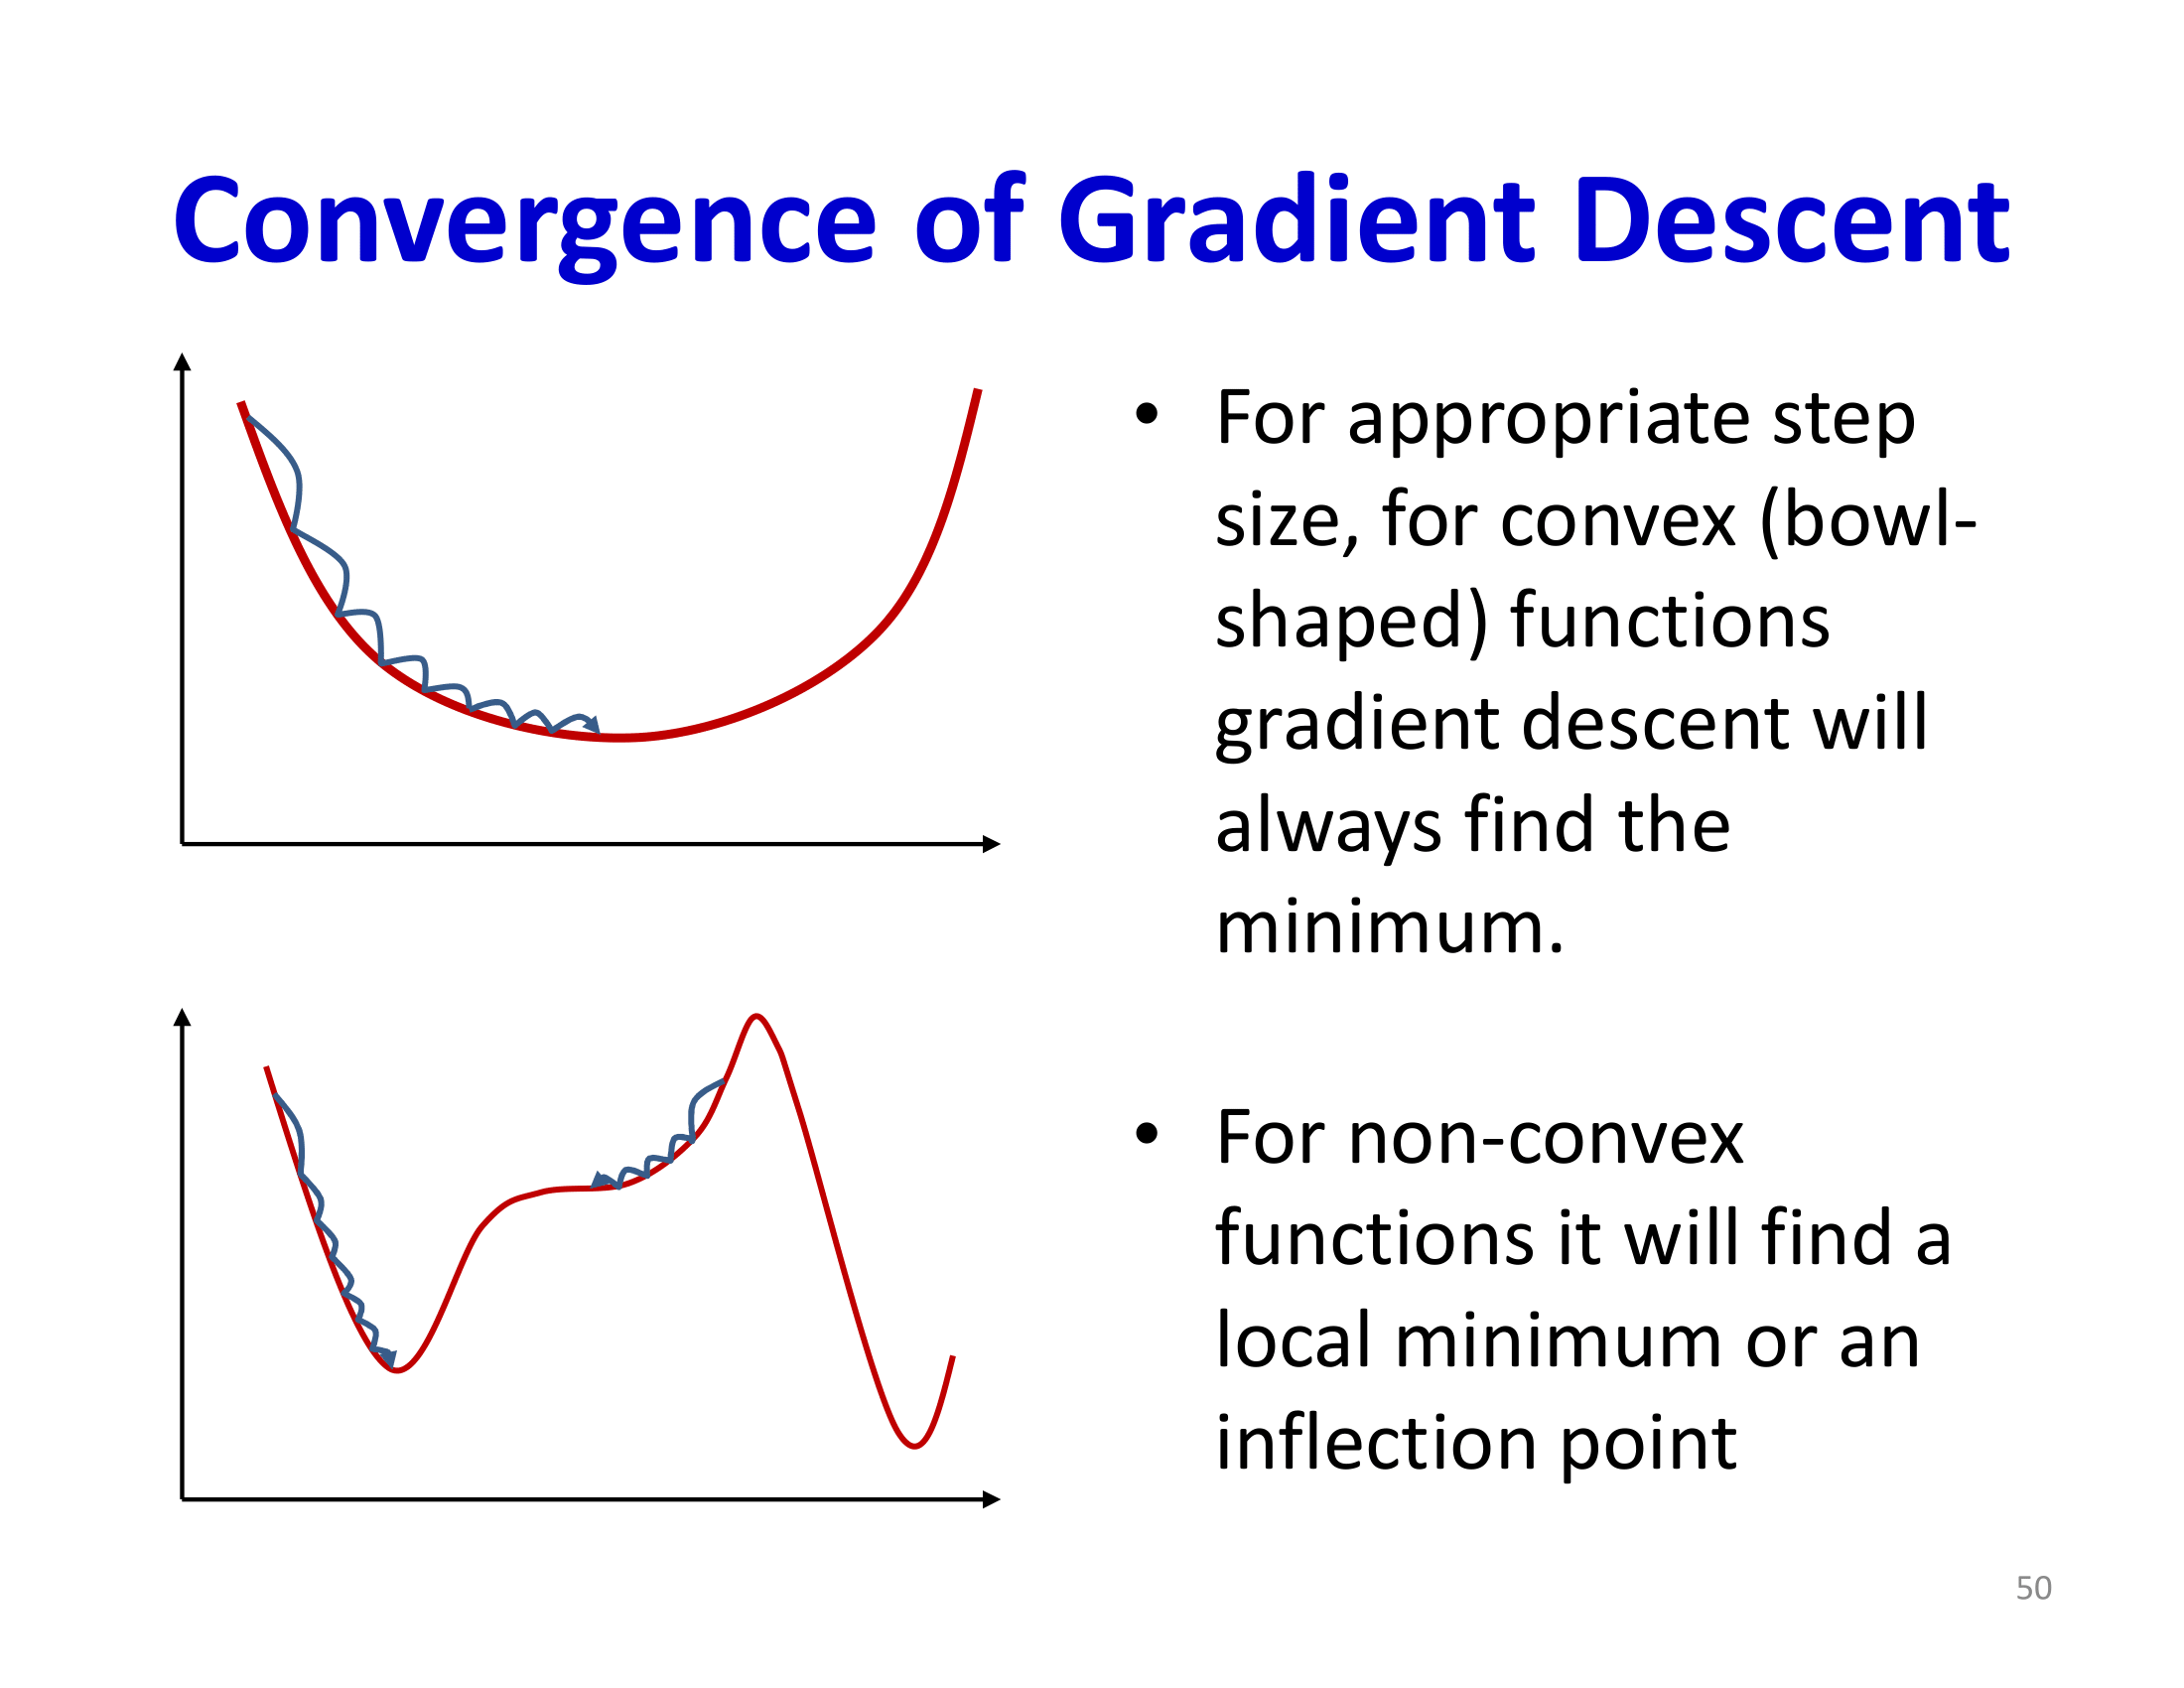 Convergence of Gradient Descent
• For appropriate step
size, for convex (bowl-
shaped) functions
gradient descent will
always find the
minimum.
• For non-convex
functions it will find a
local minimum or an
inflection point
50